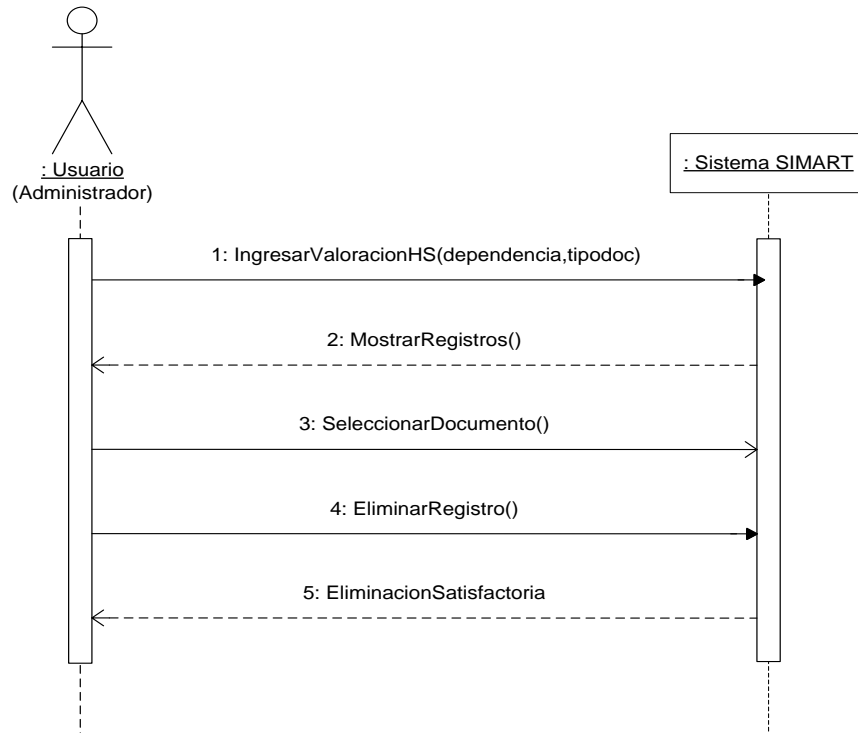 : Usuario
(Administrador)
: Sistema SIMART
1: IngresarValoracionHS(dependencia,tipodoc)
2: MostrarRegistros()
3: SeleccionarDocumento()
4: EliminarRegistro()
5: EliminacionSatisfactoria